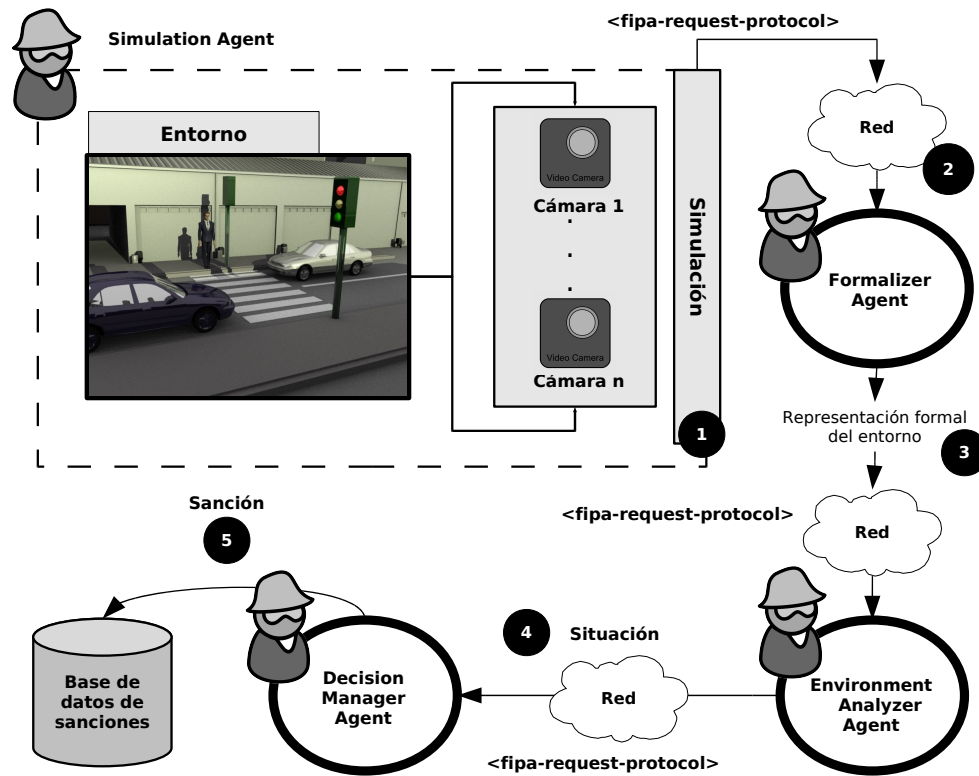 <fipa-request-protocol>
Simulation Agent
Entorno
Video Camera
Cámara 1
.
.
.
Video Camera
Cámara n
Simulación
1
Red
2
Formalizer
Agent
Representación formal
del entorno
3
<fipa-request-protocol>
Red
Environment
Analyzer
Agent
4
Situación
Red
<fipa-request-protocol>
Decision
Manager
Agent
Sanción
5
Base de
datos de
sanciones